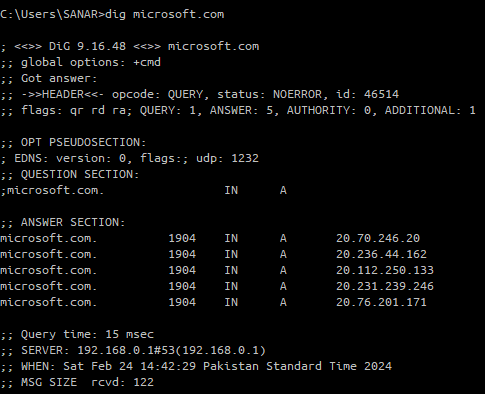 C:\Users\SANAR>dig microsoft.com
; <<>> DiG 9.16.48 <<>> microsoft.com
;; global options: +cmd
;; Got answer:
;; ->>HEADER<<- opcode: QUERY, status: NOERROR, id: 46514
;; flags: qr rd ra; QUERY: 1, ANSWER: 5, AUTHORITY: 0, ADDITIONAL: 1
;; OPT PSEUDOSECTION:
; EDNS: version: 0, flags:; udp: 1232
;; QUESTION SECTION:
;microsoft.com. IN A
;; ANSWER SECTION:
microsoft.com. 1904 IN A 20.70.246.20
microsoft.com. 1904 IN A 20.236.44.162
microsoft.com. 1904 IN A 20.112.250.133
microsoft.com. 1904 IN A 20.231.239.246
microsoft.com. 1904 IN A 20.76.201.171
;; Query time: 15 msec
;; SERVER: 192.168.0.1#53(192.168.0.1)
;; WHEN: Sat Feb 24 14:42:29 Pakistan Standard Time 2024
;; MSG SIZE rcvd: 122